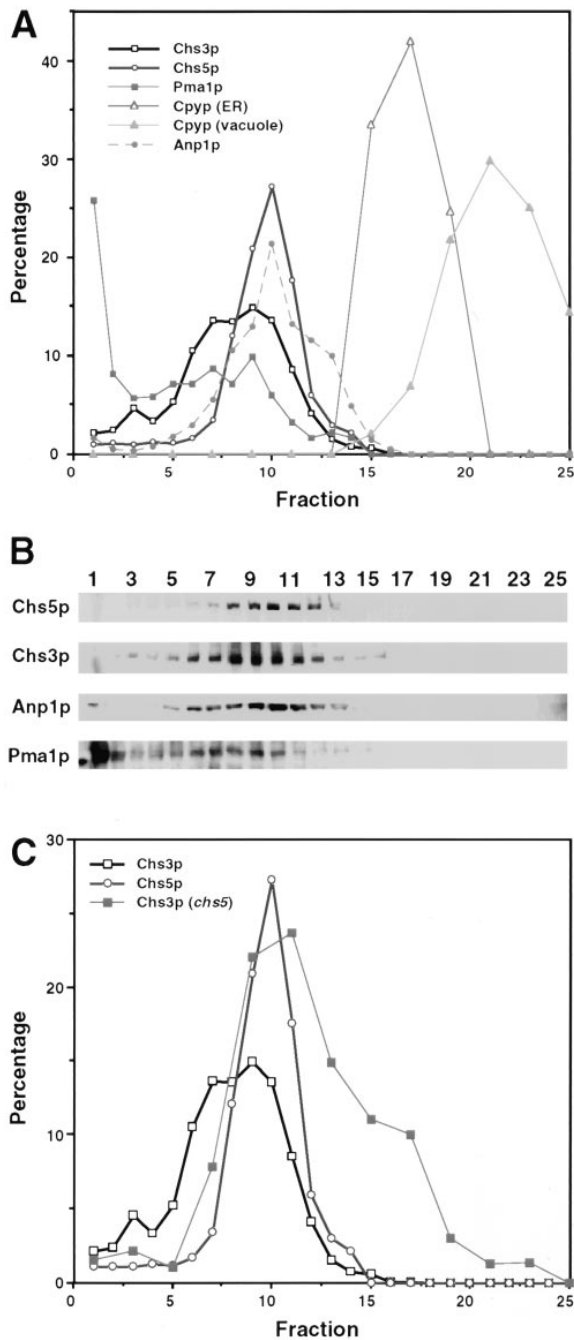 A
Chs3p
Chs5p
Pma1p
Cpyp (ER)
Cpyp (vacuole)
Anp1p
40
30
20
10
0
Percentage
0 5 10 15 20 25
Fraction
B
1 3 5 7 9 11 13 15 17 19 21 23 25
Chs5p
Chs3p
Anp1p
Pma1p
C
30
Chs3p
Chs5p
Chs3p (chs5)
20
10
0
Percentage
0 5 10 15 20 25
Fraction